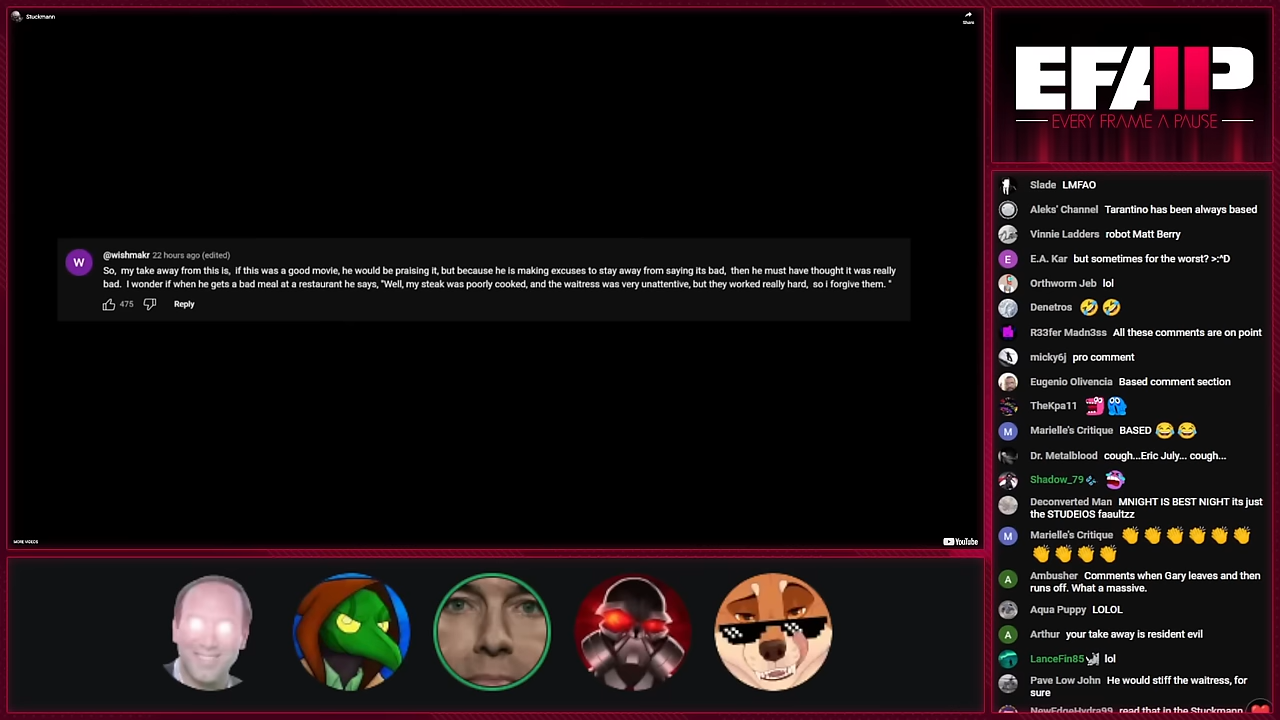 Stuckmann
Share
W
@wishmakr 22 hours ago (edited)
So, my take away from this is, if this was a good movie, he would be praising it, but because he is making excuses to stay away from saying its bad, then he must have thought it was really
bad. I wonder if when he gets a bad meal at a restaurant he says, "Well, my steak was poorly cooked, and the waitress was very unattentive, but they worked really hard, so i forgive them. "
475 Reply
MORE VIDEOS
YouTube
EFAP
EVERY FRAME A PAUSE
Slade LMFAO
Aleks' Channel Tarantino has been always based
Vinnie Ladders robot Matt Berry
E E.A. Kar but sometimes for the worst? >:^D
Orthworm Jeb lol
Denetros 🤣 🤣
R33fer Madn3ss All these comments are on point
micky6j pro comment
Eugenio Olivencia Based comment section
TheKpa11
M Marielle's Critique BASED 😂 😂
Dr. Metalblood cough...Eric July... cough...
Shadow_79
Deconverted Man MNIGHT IS BEST NIGHT its just
the STUDEIOS faaultzz
M Marielle's Critique 👏 👏 👏 👏 👏 👏
👏 👏 👏 👏
A Ambusher Comments when Gary leaves and then
runs off. What a massive.
Aqua Puppy LOLOL
A Arthur your take away is resident evil
LanceFin85 lol
Pave Low John He would stiff the waitress, for
sure
NewEdgeHydra99 read that in the Stuckmann